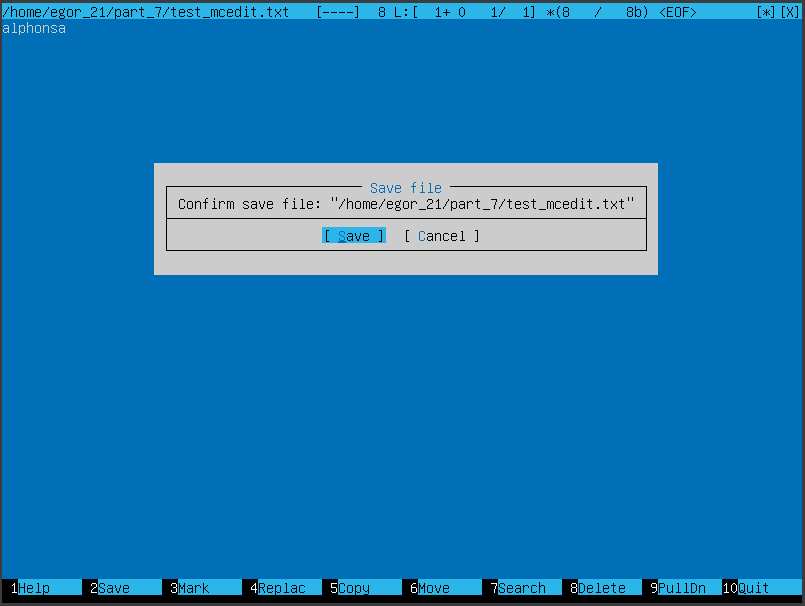 /home/egor_21/part_7/test_mcedit.txt [----] 8 L:[ 1+ 0 1/ 1] *(8 / 8b) <EOF> [*][X]
alphonsa
Save file
Confirm save file: "/home/egor_21/part_7/test_mcedit.txt"
[ Save ] [ Cancel ]
1Help 2Save 3Mark 4Replac 5Copy 6Move 7Search 8Delete 9PullDn 10Quit